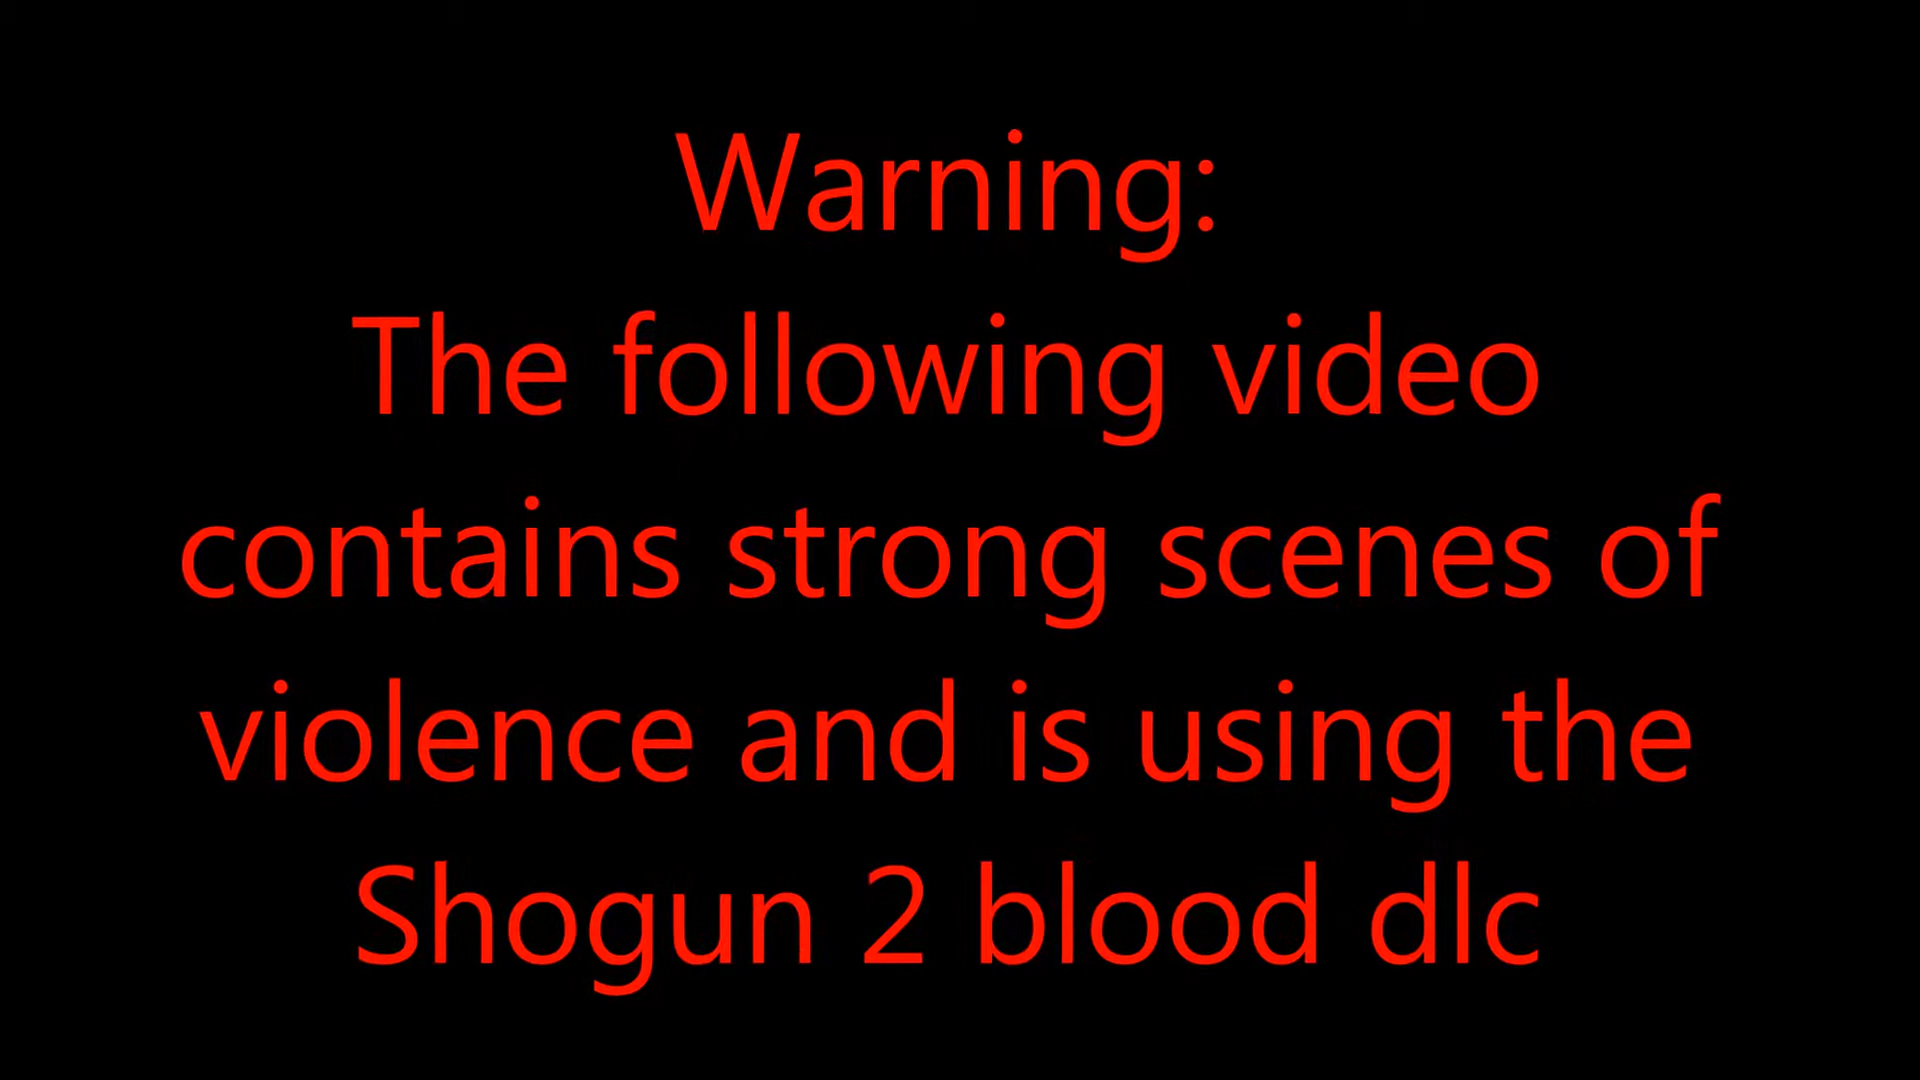 Warning:
The following video
contains strong scenes of
violence and is using the
Shogun 2 blood dlc